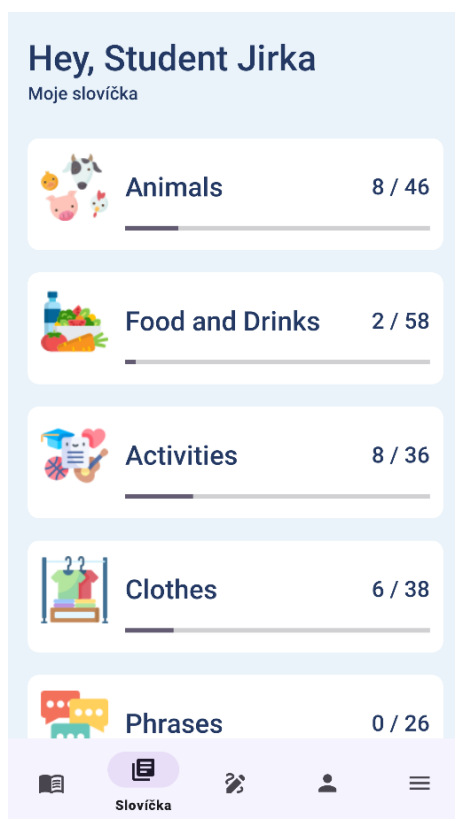 Hey, Student Jirka
Moje slovíčka
Animals 8 / 46
Food and Drinks 2 / 58
Activities 8 / 36
Clothes 6 / 38
Phrases 0 / 26
Slovíčka